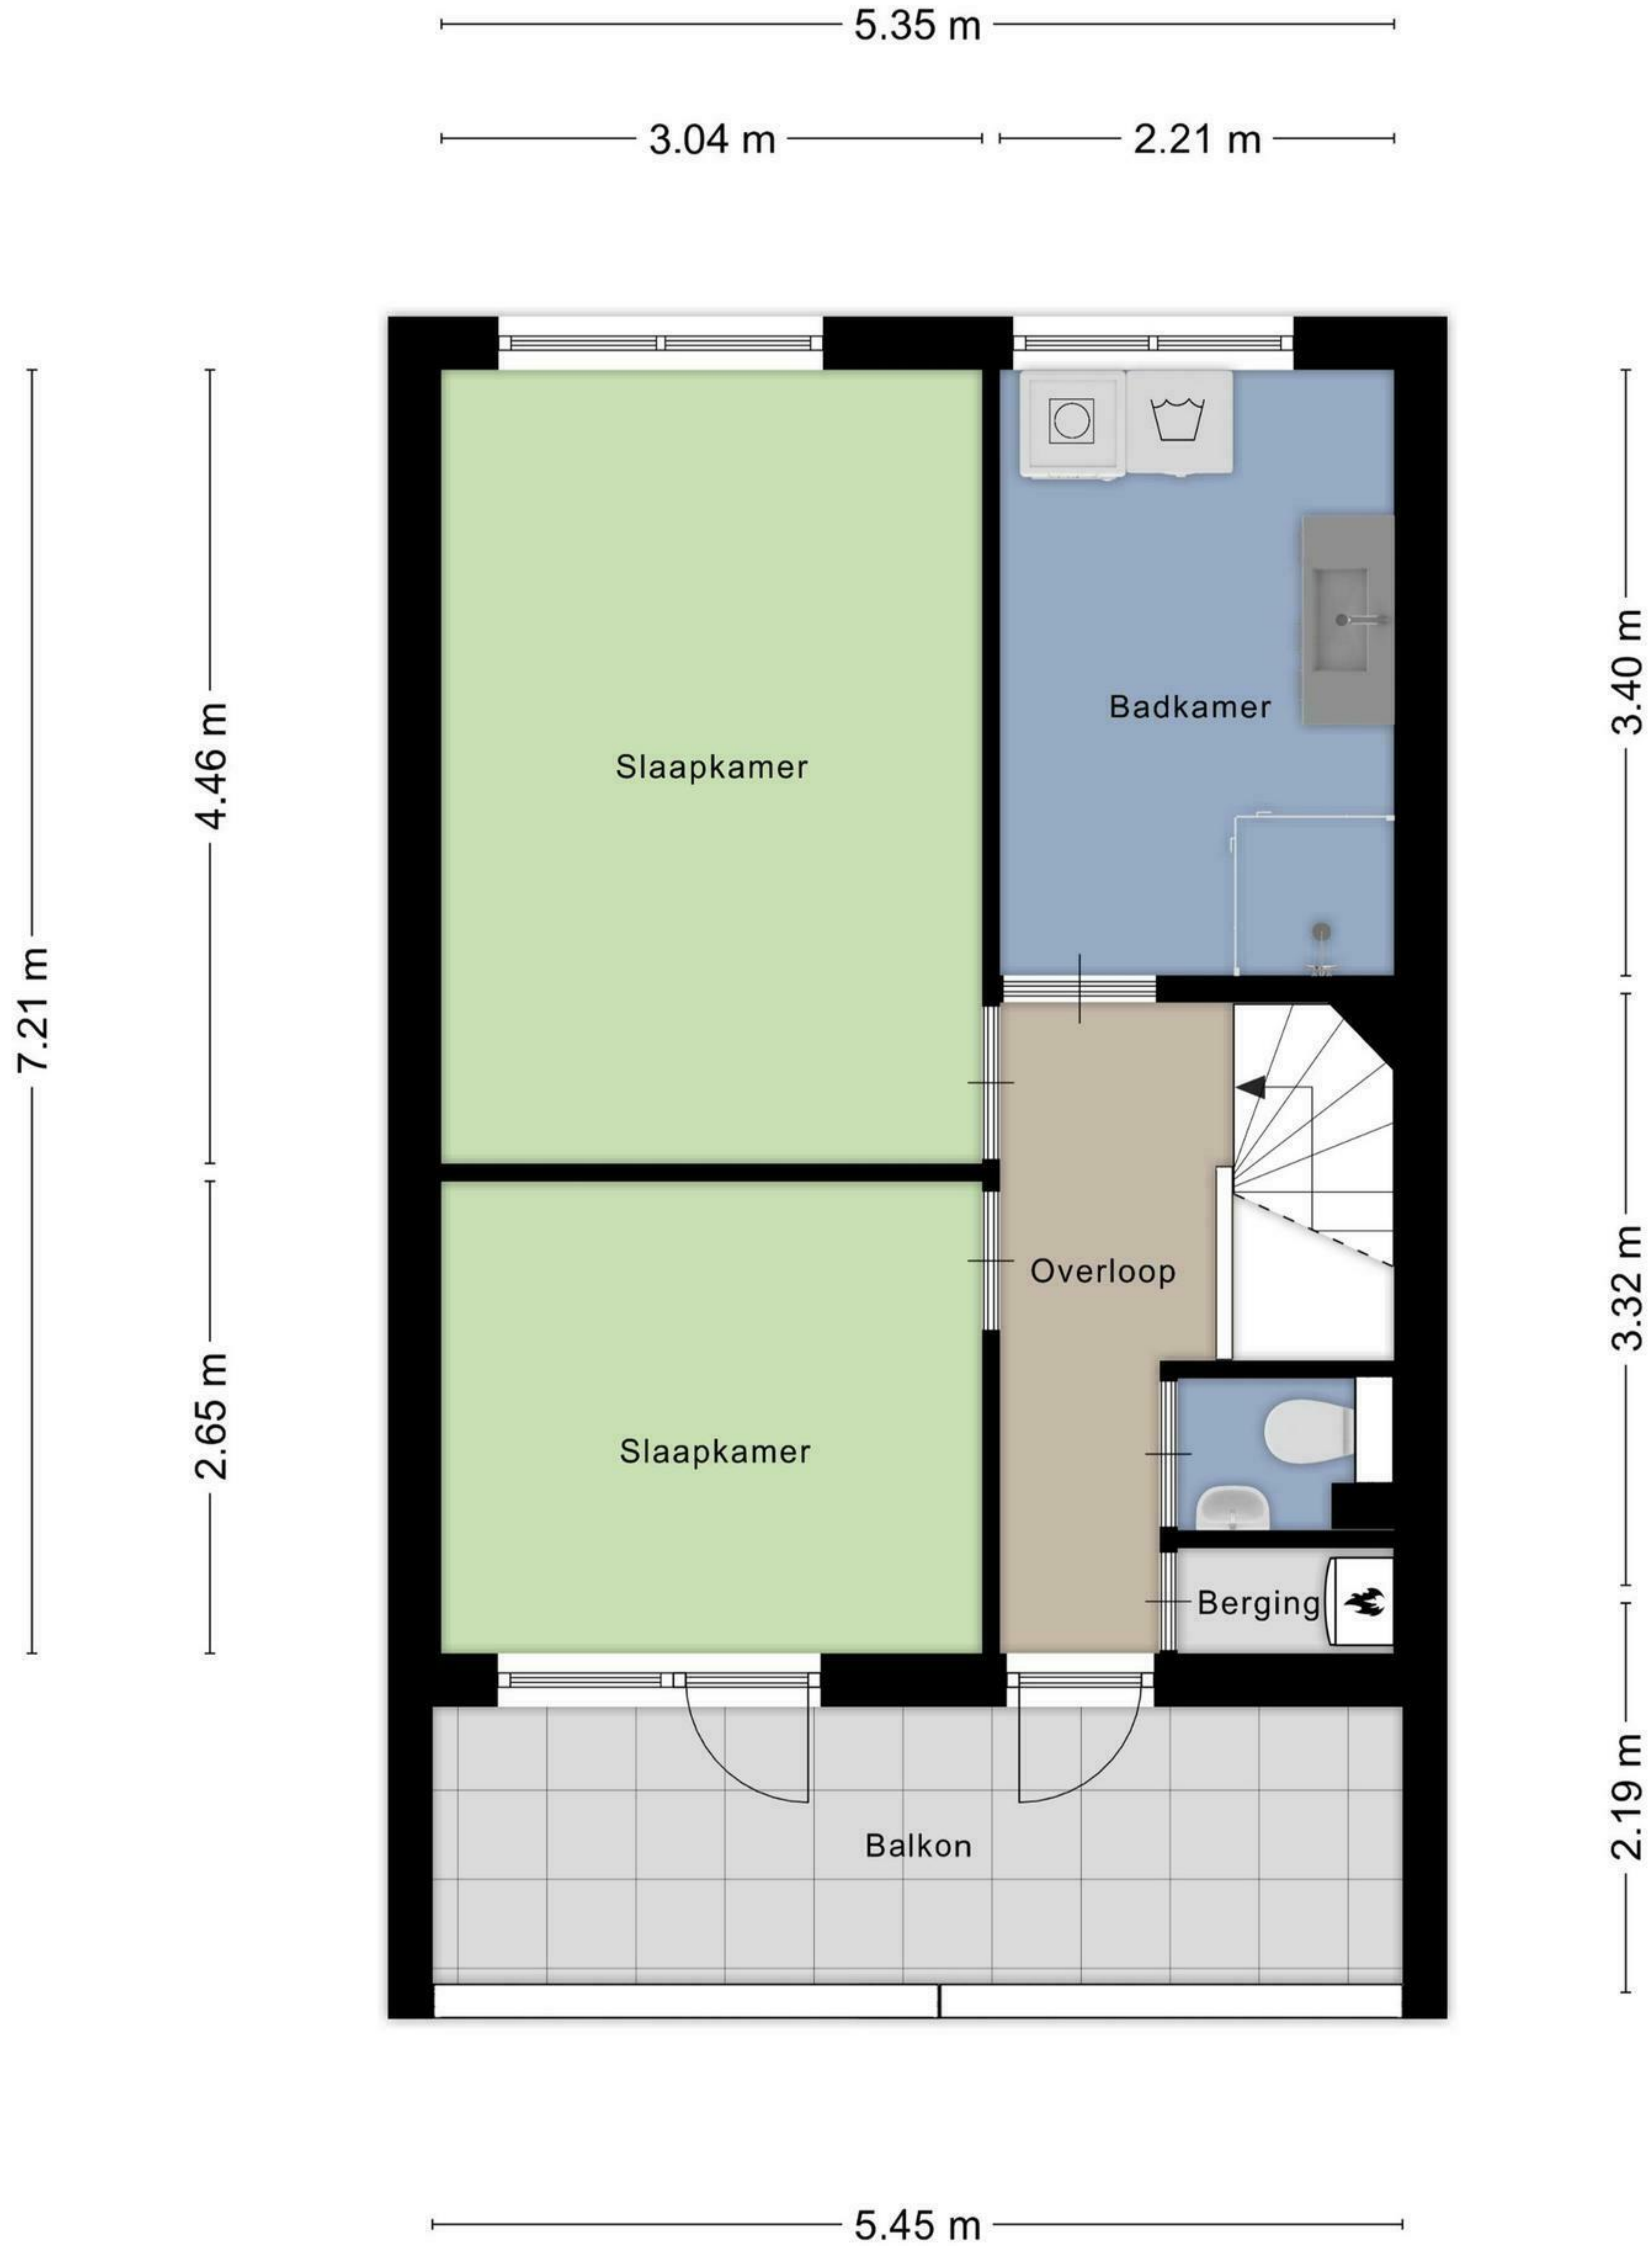 5.35 m
3.04 m
2.21 m
Slaapkamer
Badkamer
4.46 m
3.40 m
7.21 m
Overloop
3.32 m
2.65 m
Slaapkamer
Berging
Balkon
2.19 m
5.45 m